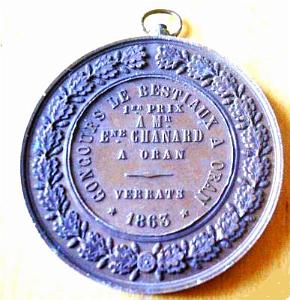 CONCOURS DE BESTIAUX A ORAN
1ER PRIX
A MR
ENE CHANARD
A ORAN
VERRATS
* 1863 *